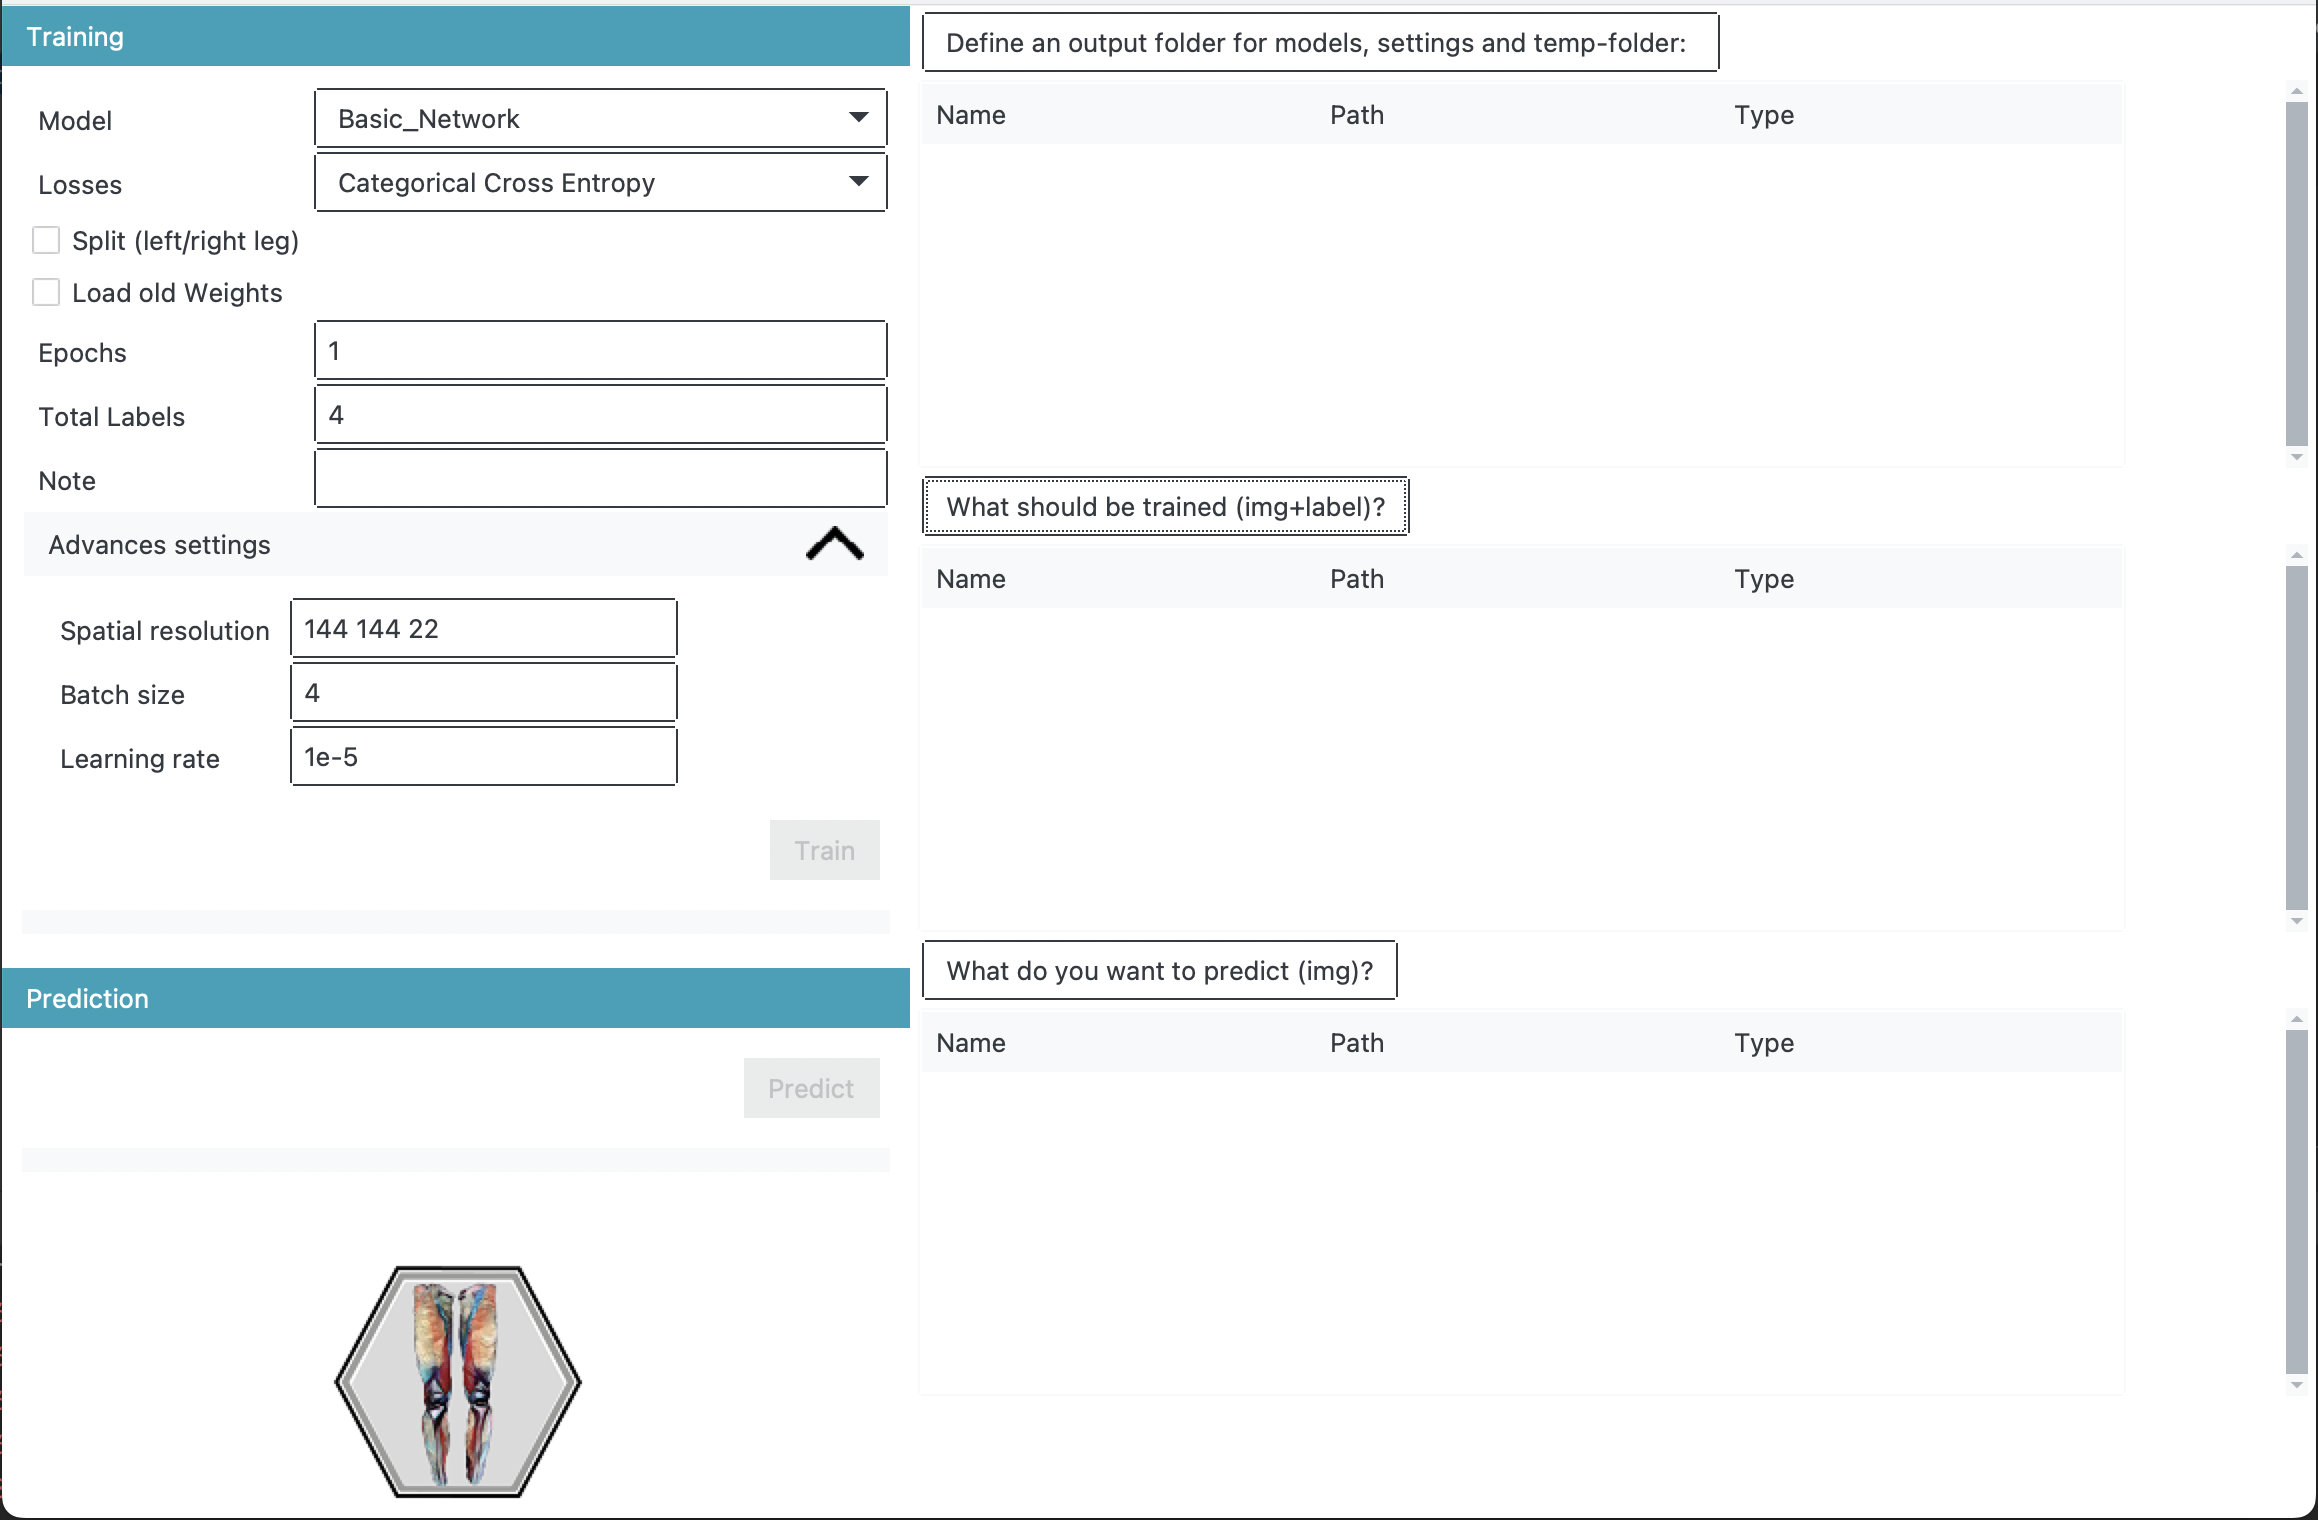 Training
Model
Basic_Network
Losses
Categorical Cross Entropy
Split (left/right leg)
Load old Weights
Epochs
1
Total Labels
4
Note
Advances settings
Spatial resolution
144 144 22
Batch size
4
Learning rate
1e-5
Train
Prediction
Predict
Define an output folder for models, settings and temp-folder:
Name Path Type
What should be trained (img+label)?
Name Path Type
What do you want to predict (img)?
Name Path Type